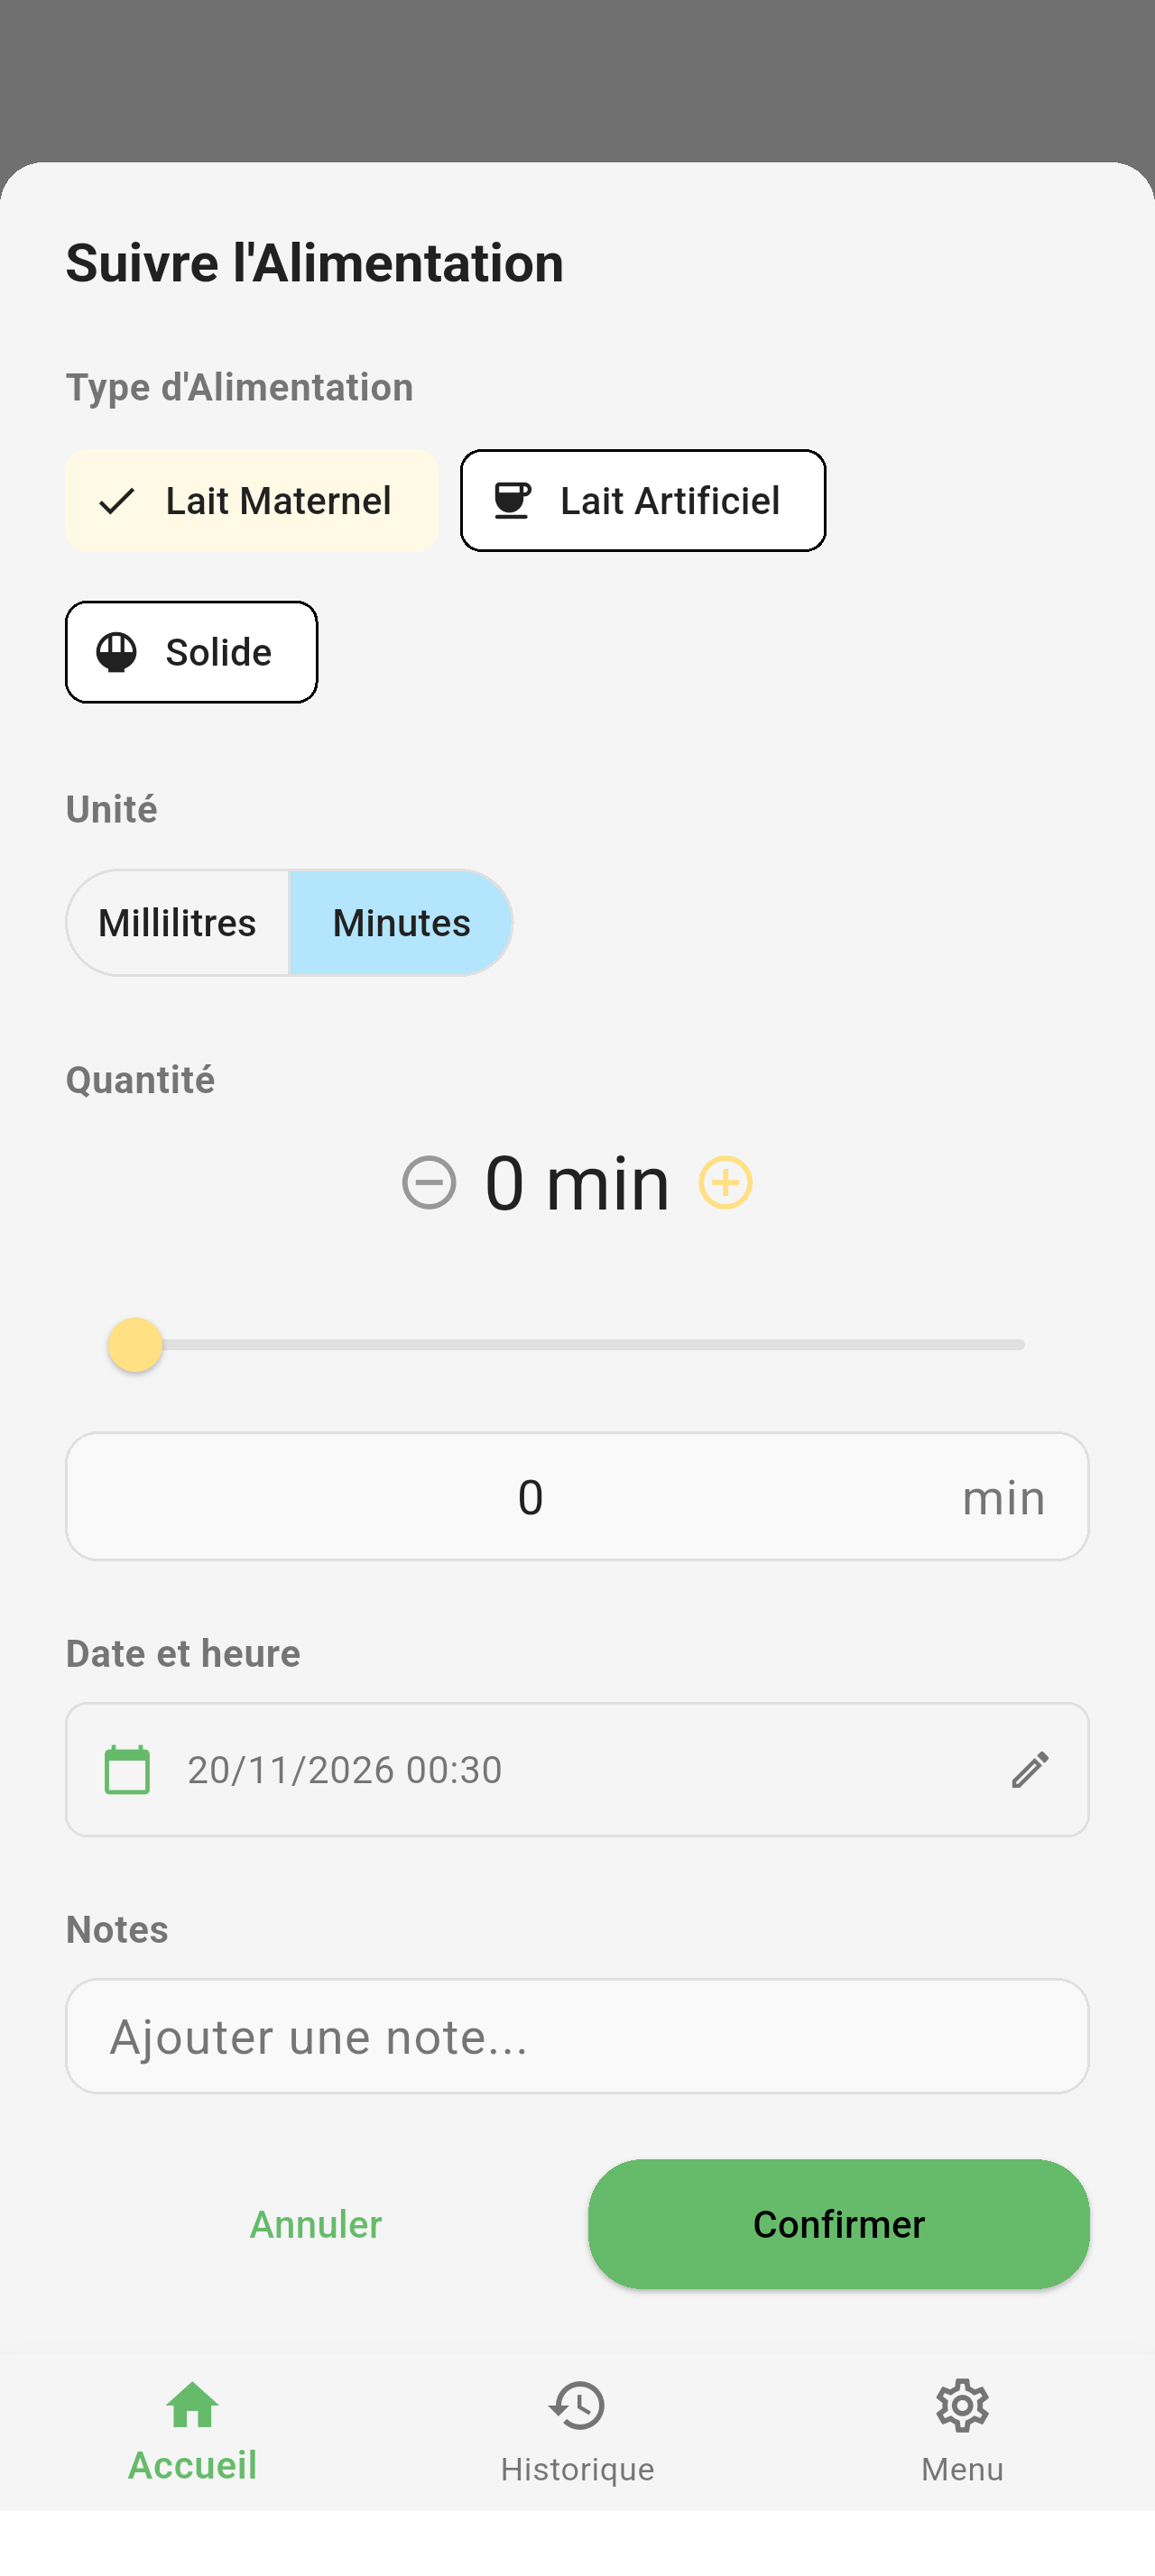 Suivre l'Alimentation
Type d'Alimentation
Lait Maternel
Lait Artificiel
Solide
Unité
Millilitres
Minutes
Quantité
0 min
0
min
Date et heure
20/11/2026 00:30
Notes
Ajouter une note...
Annuler
Confirmer
Accueil
Historique
Menu